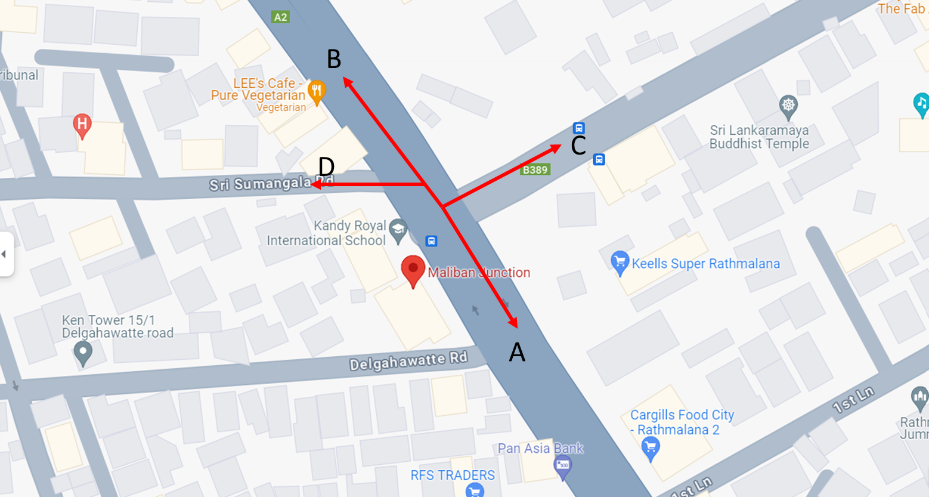 A2
The Fab
B
ribunal
LEE's Cafe -
Pure Vegetarian
Vegetarian
H
Sri Lankaramaya
Buddhist Temple
C
B389
D
Sri Sumangala Rd
Kandy Royal
International School
Keells Super Rathmalana
Maliban Junction
Ken Tower 15/1
Delgahawatte road
A
Delgahawatte Rd
1st Ln
Rath
Jum
Cargills Food City
- Rathmalana 2
Pan Asia Bank
RFS TRADERS
1st Ln